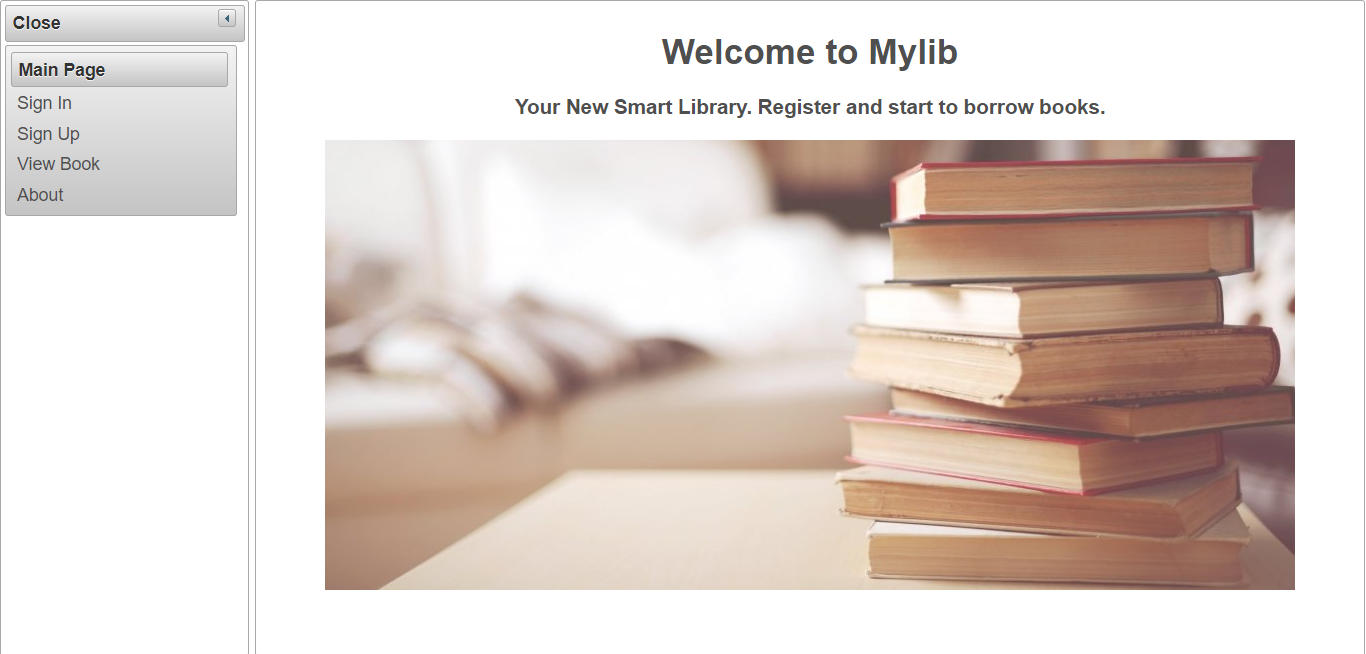 Close
Main Page
Sign In
Sign Up
View Book
About
Welcome to Mylib
Your New Smart Library. Register and start to borrow books.